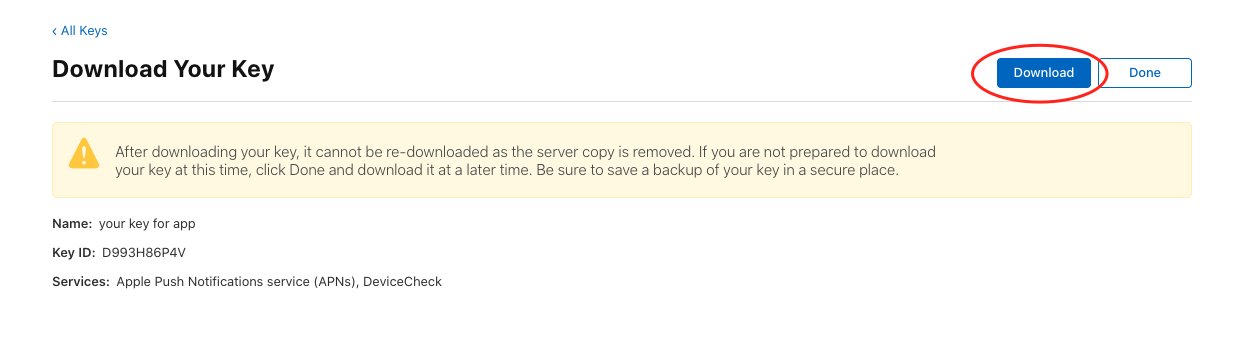 ‹ All Keys
Download Your Key
Download
Done
After downloading your key, it cannot be re-downloaded as the server copy is removed. If you are not prepared to download
your key at this time, click Done and download it at a later time. Be sure to save a backup of your key in a secure place.
Name: your key for app
Key ID: D993H86P4V
Services: Apple Push Notifications service (APNs), DeviceCheck